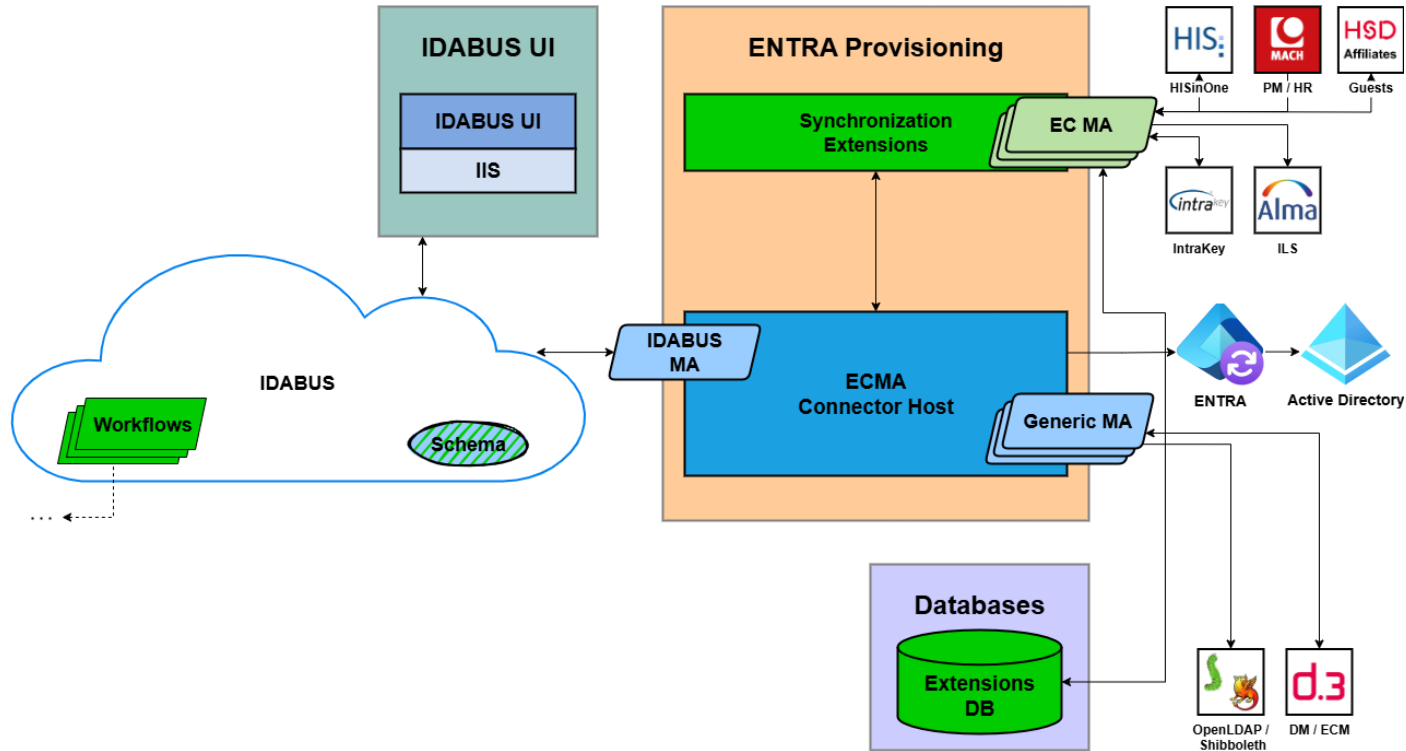 IDABUS UI
IDABUS UI
IIS
ENTRA Provisioning
Synchronization
Extensions
EC MA
HIS
HISinOne
MACH
PM / HR
HSD
Affiliates
Guests
intrakey
IntraKey
Alma
ILS
IDABUS
Workflows
Schema
...
IDABUS
MA
ECMA
Connector Host
Generic MA
ENTRA
Active Directory
Databases
Extensions
DB
OpenLDAP /
Shibboleth
d.3
DM / ECM